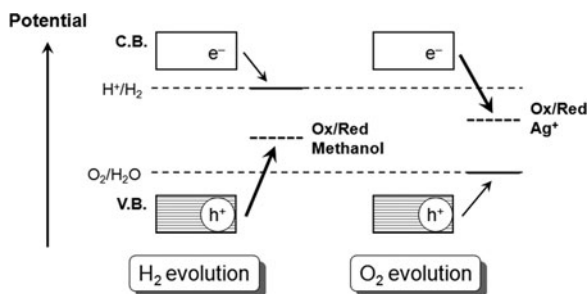 Potential
C.B.
e⁻
e⁻
H⁺/H₂
Ox/Red
Ag⁺
Ox/Red
Methanol
O₂/H₂O
V.B.
h⁺
h⁺
H₂ evolution
O₂ evolution